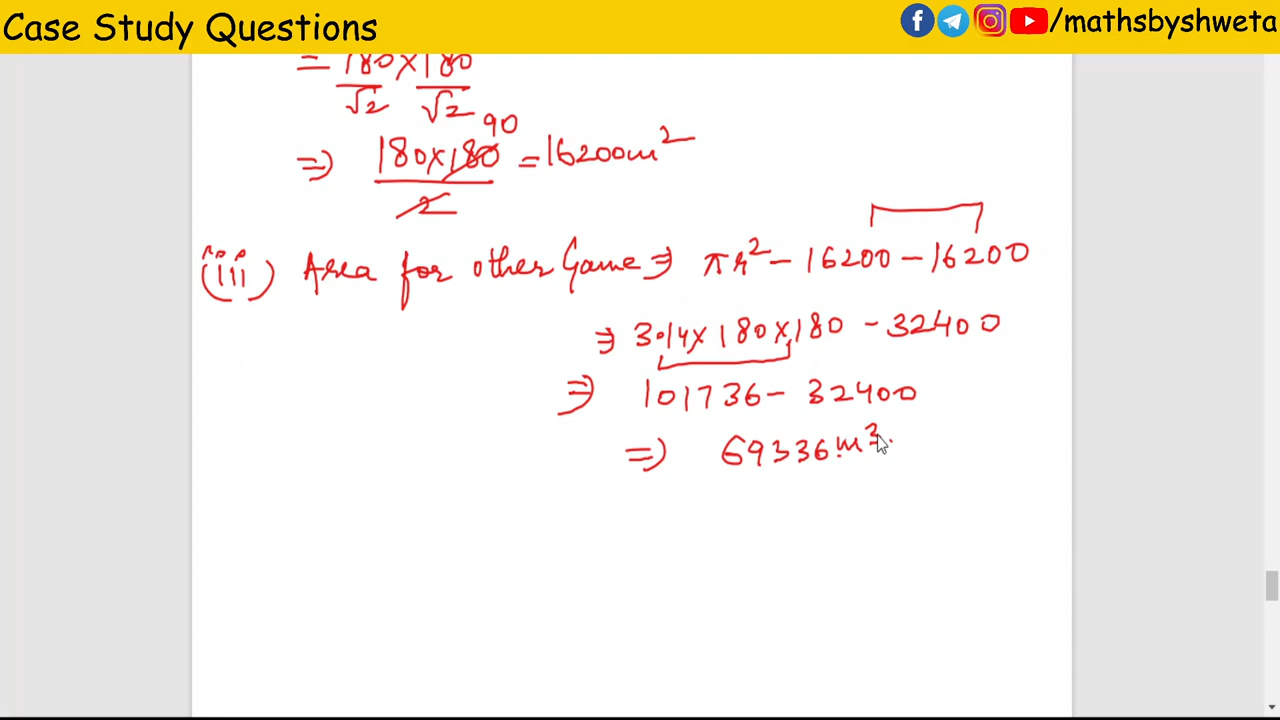 Case Study Questions
/mathsbyshweta
= 180 × 180
√2 √2
90
⇒ 180×180 = 16200m²
2
(iii) Area for other Game ⇒ πr² - 16200 - 16200
⇒ 3.14× 180 × 180 - 32400
⇒ 101736 - 32400
⇒ 69336m².